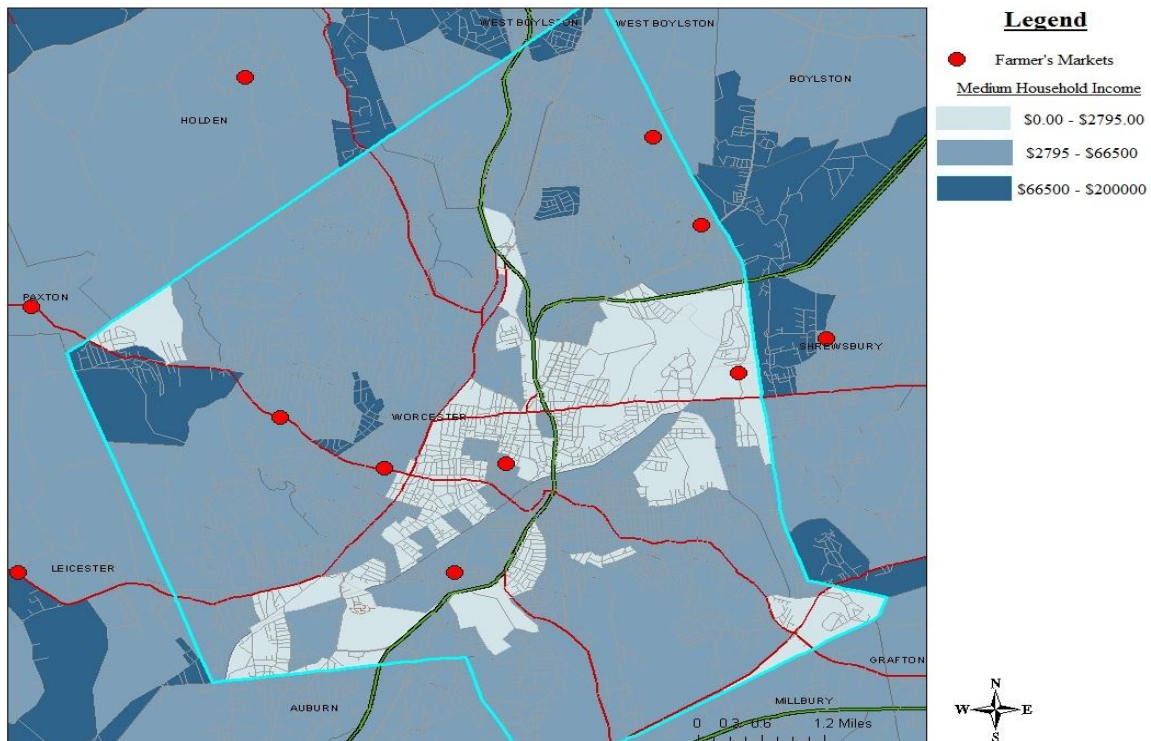 WEST BOYLSTON
WEST BOYLSTON
BOYLSTON
HOLDEN
PAXTON
SHREWSBURY
WORCESTER
LEICESTER
GRAFTON
AUBURN
MILLBURY
0 0.3 0.6 1.2 Miles
Legend
Farmer's Markets
Medium Household Income
$0.00 - $2795.00
$2795 - $66500
$66500 - $200000
N
W E
S